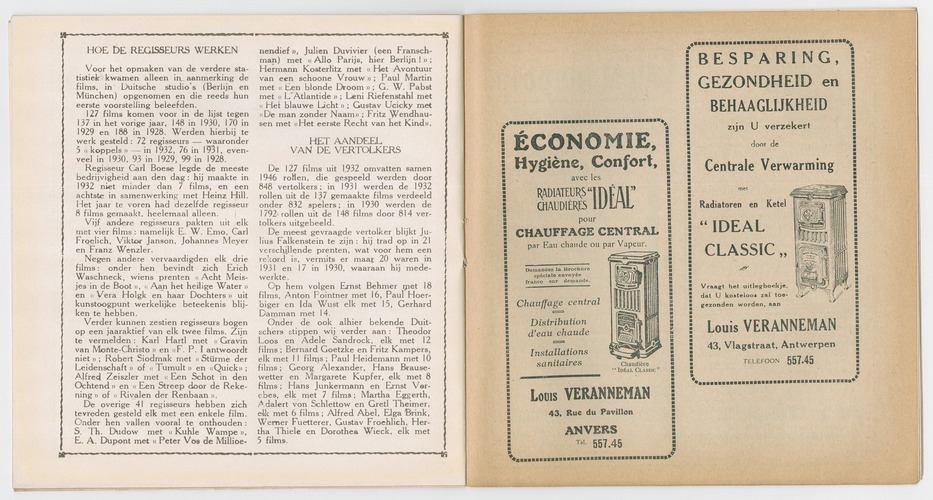 HOE DE REGISSEURS WERKEN
Voor het opmaken van de verdere sta-
tistiek kwamen alleen in aanmerking de
films, in Duitsche studio's (Berlijn en
München) opgenomen en die reeds hun
eerste voorstelling beleefden.
127 films komen voor in de lijst tegen
137 in het vorige jaar, 148 in 1930, 170 in
1929 en 188 in 1928. Werden hierbij te
werk gesteld : 72 regisseurs — waaronder
5 « koppels » — in 1932, 76 in 1931, even-
veel in 1930, 93 in 1929, 99 in 1928.
Regisseur Carl Boese legde de meeste
bedrijvigheid aan den dag : hij maakte in
1932 niet minder dan 7 films, en een
achtste in samenwerking met Heinz Hill.
Het jaar te voren had dezelfde regisseur
8 films gemaakt, heelemaal alleen.
Vijf andere regisseurs pakten uit elk
met vier films : namelijk E. W. Emo, Carl
Froelich, Viktor Janson, Johannes Meyer
en Franz Wenzler.
Negen andere vervaardigden elk drie
films : onder hen bevindt zich Erich
Waschneck, wiens prenten « Acht Meis-
jes in de Boot », « Aan het heilige Water »
en « Vera Holgk en haar Dochters » uit
kunstoogpunt werkelijke beteekenis blij-
ken te hebben.
Verder kunnen zestien regisseurs bogen
op een jaaraktief van elk twee films. Zijn
te vermelden : Karl Hartl met « Gravin
van Monte-Christo » en «F. P. I antwoordt
niet » ; Robert Siodmak met «Stürme der
Leidenschaft » of « Tumult » en «Quick» ;
Alfred Zeiszler met « Een Schot in den
Ochtend » en « Een Streep door de Reke-
ning » of « Rivalen der Renbaan ».
De overige 41 regisseurs hebben zich
tevreden gesteld elk met een enkele film.
Onder hen vallen vooral te onthouden :
S. Th. Dudow met «Kuhle Wampe»,
E. A. Dupont met «Peter Vos de Millioe-
nendief », Julien Duvivier (een Fransch-
man) met « Allo Parijs, hier Berlijn ! » ;
Hermann Kosterlitz met « Het Avontuur
van een schoone Vrouw » ; Paul Martin
met « Een blonde Droom » ; G. W. Pabst
met « L'Atlantide » ; Leni Riefenstahl met
« Het blauwe Licht » ; Gustav Ucicky met
«De man zonder Naam» ; Fritz Wendhau-
sen met «Het eerste Recht van het Kind».
HET AANDEEL
VAN DE VERTOLKERS
De 127 films uit 1932 omvatten samen
1946 rollen, die gespeeld werden door
848 vertolkers ; in 1931 werden de 1932
rollen uit de 137 gemaakte films verdeeld
onder 832 spelers ; in 1930 werden de
1792 rollen uit de 148 films door 814 ver-
tolkers uitgebeeld.
De meest gevraagde vertolker blijkt Ju-
lius Falkenstein te zijn : hij trad op in 21
verschillende prenten, wat voor hem een
rekord is, vermits er maar 20 waren in
1931 en 17 in 1930, waaraan hij mede-
werkte.
Op hem volgen Ernst Behmer met 18
films, Anton Pointner met 16, Paul Hoer-
biger en Ida Wust elk met 15, Gerhard
Damman met 14.
Onder de ook alhier bekende Duit-
schers stippen wij verder aan : Theodor
Loos en Adele Sandrock, elk met 12
films ; Bernard Goetzke en Fritz Kampers,
elk met 11 films ; Paul Heidemann met 10
films ; Georg Alexander, Hans Brause-
wetter en Margarete Kupfer, elk met 8
films ; Hans Junkermann en Ernst Ver-
ebes, elk met 7 films ; Martha Eggerth,
Adalert von Schlettow en Gretl Theimer,
elk met 6 films ; Alfred Abel, Elga Brink,
Werner Fuetterer, Gustav Froehlich, Her-
tha Thiele en Dorothea Wieck, elk met
5 films.
ÉCONOMIE,
Hygiène, Confort,
avec les
RADIATEURS
CHAUDIÈRES "IDÉAL"
pour
CHAUFFAGE CENTRAL
par Eau chaude ou par Vapeur.
Demandez la Brochure
spéciale envoyée
franco sur demande.
Chauffage central
Distribution
d'eau chaude
Installations
sanitaires
Chaudière
"IDEAL CLASSIC"
Louis VERANNEMAN
43, Rue du Pavillon
ANVERS
Tél. 557.45
BESPARING,
GEZONDHEID en
BEHAAGLIJKHEID
zijn U verzekerd
door de
Centrale Verwarming
met
Radiatoren en Ketel
"IDEAL
CLASSIC„
Vraagt het uitlegboekje,
dat U kosteloos zal toe-
gezonden worden, aan
Louis VERANNEMAN
43, Vlagstraat, Antwerpen
TELEFOON 557.45